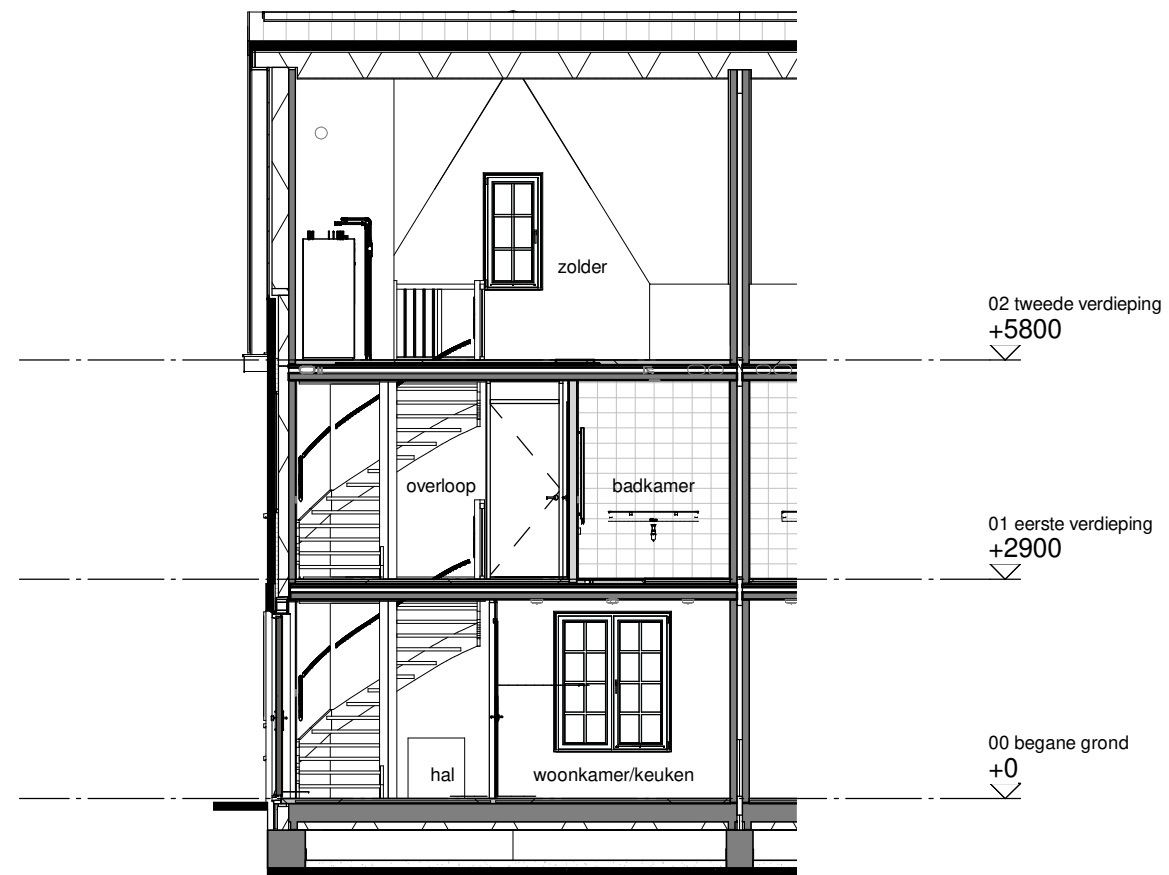 zolder
02 tweede verdieping
+5800
overloop
badkamer
01 eerste verdieping
+2900
hal
woonkamer/keuken
00 begane grond
+0